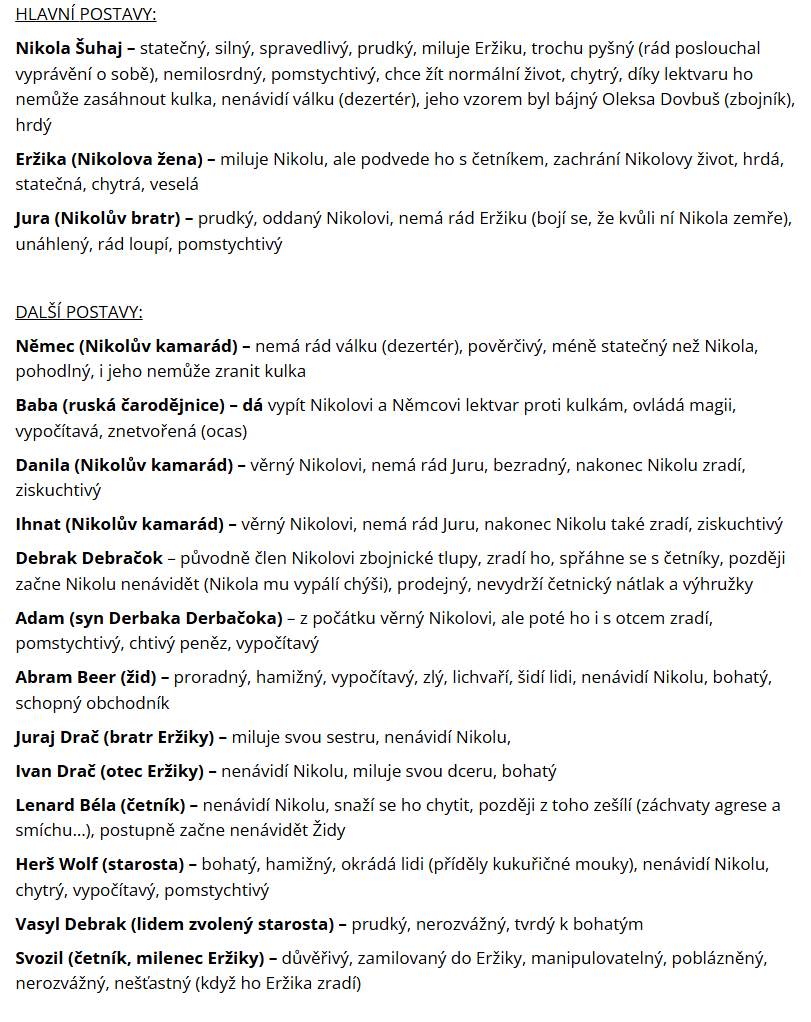 HLAVNÍ POSTAVY:
Nikola Šuhaj – statečný, silný, spravedlivý, prudký, miluje Eržiku, trochu pyšný (rád poslouchal
vyprávění o sobě), nemilosrdný, pomstychtivý, chce žít normální život, chytrý, díky lektvaru ho
nemůže zasáhnout kulka, nenávidí válku (dezertér), jeho vzorem byl bájný Oleksa Dovbuš (zbojník),
hrdý
Eržika (Nikolova žena) – miluje Nikolu, ale podvede ho s četníkem, zachrání Nikolovy život, hrdá,
statečná, chytrá, veselá
Jura (Nikolův bratr) – prudký, oddaný Nikolovi, nemá rád Eržiku (bojí se, že kvůli ní Nikola zemře),
unáhlený, rád loupí, pomstychtivý
DALŠÍ POSTAVY:
Němec (Nikolův kamarád) – nemá rád válku (dezertér), pověrčivý, méně statečný než Nikola,
pohodlný, i jeho nemůže zranit kulka
Baba (ruská čarodějnice) – dá vypít Nikolovi a Němcovi lektvar proti kulkám, ovládá magii,
vypočítavá, znetvořená (ocas)
Danila (Nikolův kamarád) – věrný Nikolovi, nemá rád Juru, bezradný, nakonec Nikolu zradí,
ziskuchtivý
Ihnat (Nikolův kamarád) – věrný Nikolovi, nemá rád Juru, nakonec Nikolu také zradí, ziskuchtivý
Debrak Debračok – původně člen Nikolovi zbojnické tlupy, zradí ho, spřáhne se s četníky, později
začne Nikolu nenávidět (Nikola mu vypálí chýši), prodejný, nevydrží četnický nátlak a výhružky
Adam (syn Derbaka Derbačoka) – z počátku věrný Nikolovi, ale poté ho i s otcem zradí,
pomstychtivý, chtivý peněz, vypočítavý
Abram Beer (žid) – proradný, hamižný, vypočítavý, zlý, lichvaří, šidí lidi, nenávidí Nikolu, bohatý,
schopný obchodník
Juraj Drač (bratr Eržiky) – miluje svou sestru, nenávidí Nikolu,
Ivan Drač (otec Eržiky) – nenávidí Nikolu, miluje svou dceru, bohatý
Lenard Béla (četník) – nenávidí Nikolu, snaží se ho chytit, později z toho zešílí (záchvaty agrese a
smíchu…), postupně začne nenávidět Židy
Herš Wolf (starosta) – bohatý, hamižný, okrádá lidi (příděly kukuřičné mouky), nenávidí Nikolu,
chytrý, vypočítavý, pomstychtivý
Vasyl Debrak (lidem zvolený starosta) – prudký, nerozvážný, tvrdý k bohatým
Svozil (četník, milenec Eržiky) – důvěřivý, zamilovaný do Eržiky, manipulovatelný, poblázněný,
nerozvážný, nešťastný (když ho Eržika zradí)